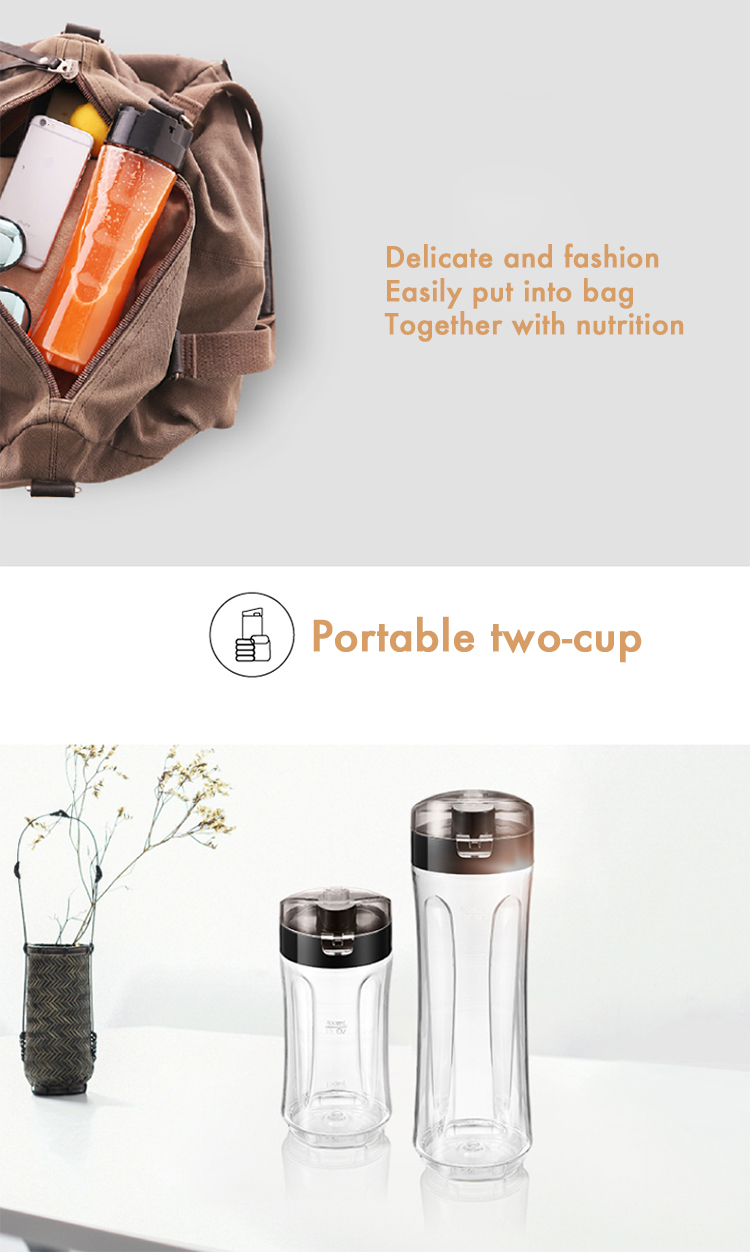 Delicate and fashion
Easily put into bag
Together with nutrition
Portable two-cup